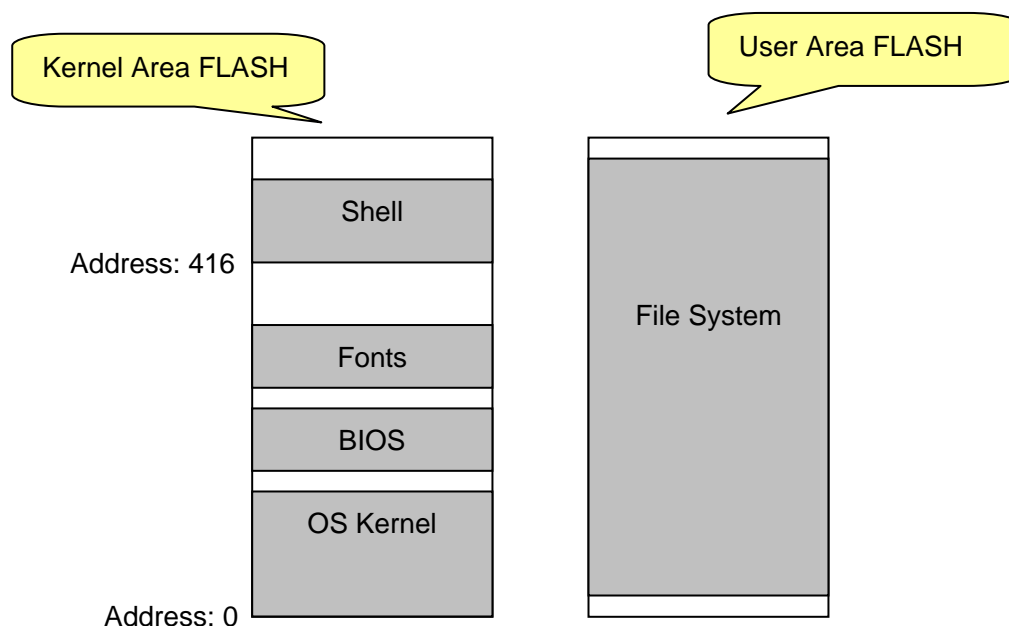 Kernel Area FLASH
User Area FLASH
Shell
Address: 416
File System
Fonts
BIOS
OS Kernel
Address: 0